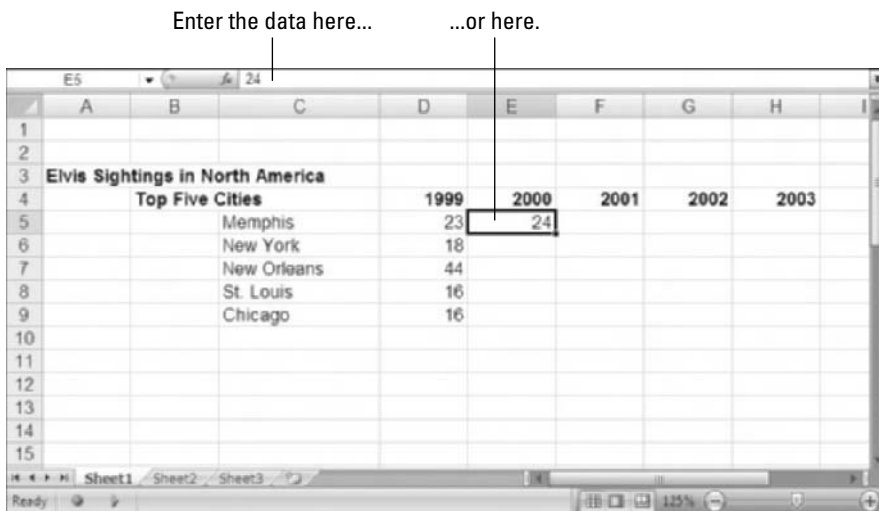 Enter the data here... ...or here.
E5 fx 24
A B C D E F G H I
1
2
3 Elvis Sightings in North America
4 Top Five Cities 1999 2000 2001 2002 2003
5 Memphis 23 24
6 New York 18
7 New Orleans 44
8 St. Louis 16
9 Chicago 16
10
11
12
13
14
15
Sheet1 Sheet2 Sheet3
Ready 125%